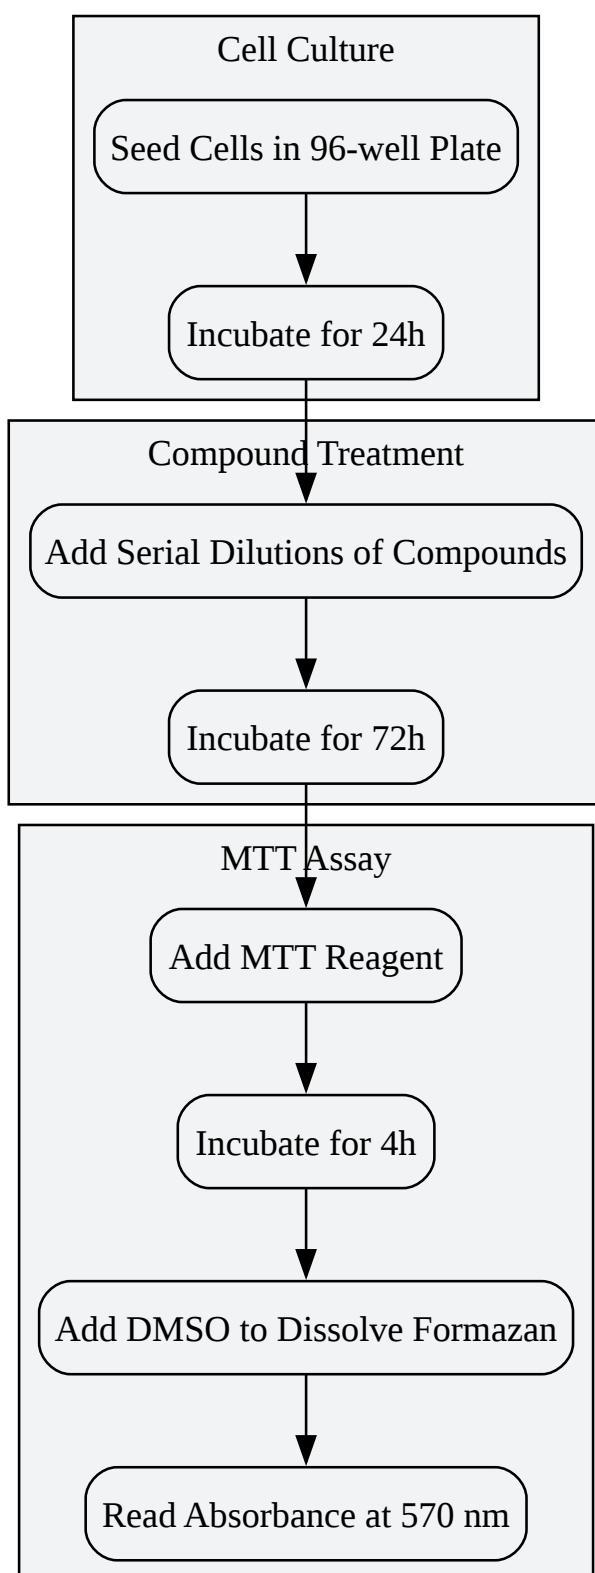 Cell Culture
Seed Cells in 96-well Plate
Incubate for 24h
Compound Treatment
Add Serial Dilutions of Compounds
Incubate for 72h
MTT Assay
Add MTT Reagent
Incubate for 4h
Add DMSO to Dissolve Formazan
Read Absorbance at 570 nm